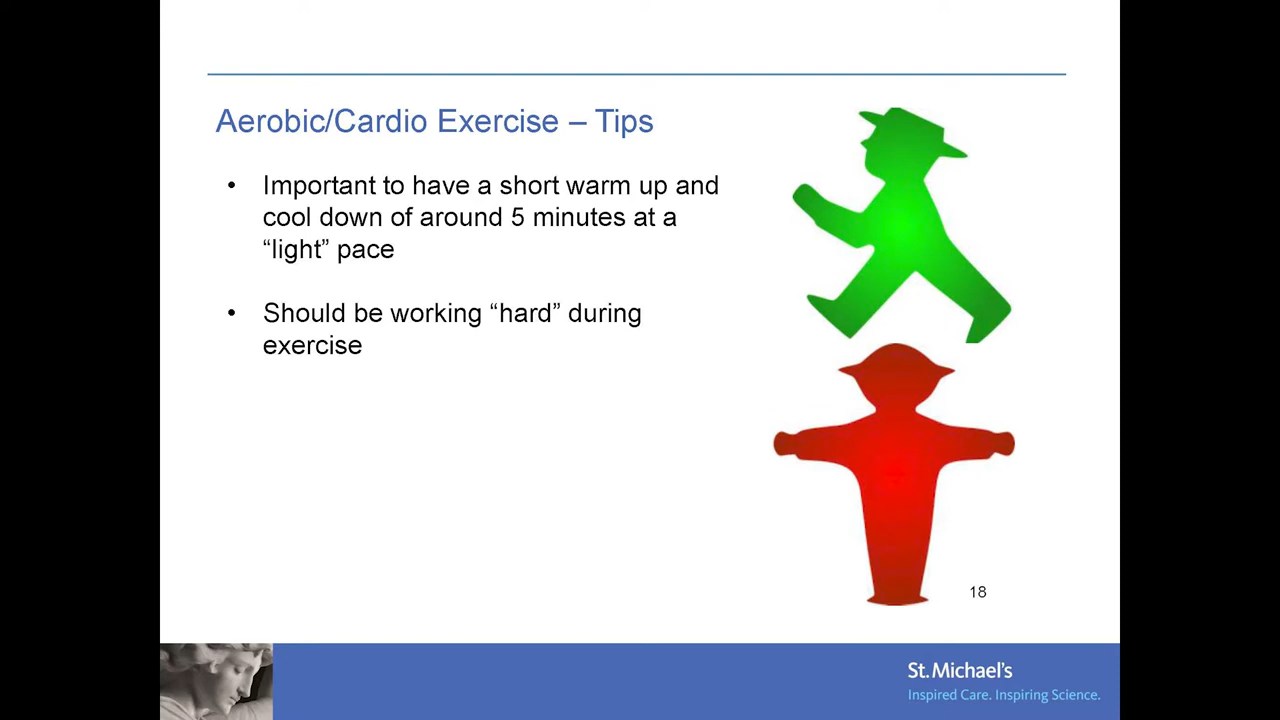 Aerobic/Cardio Exercise – Tips
• Important to have a short warm up and
cool down of around 5 minutes at a
“light” pace
• Should be working “hard” during
exercise
18
St. Michael's
Inspired Care. Inspiring Science.